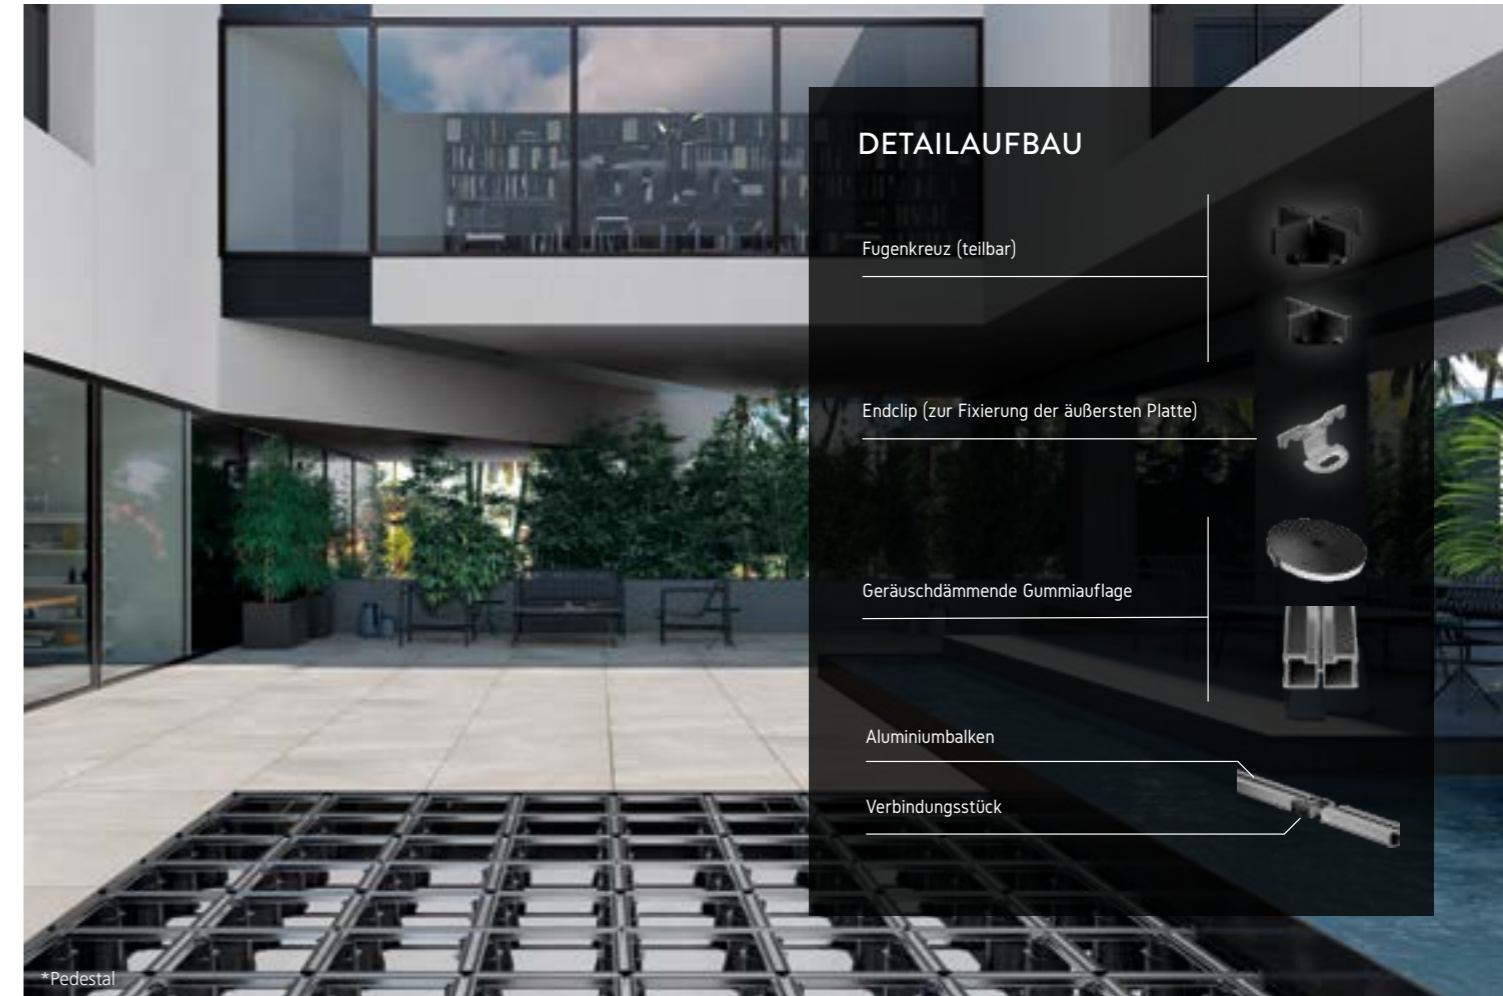 DETAILAUFBAU
Fugenkreuz (teilbar)
Endclip (zur Fixierung der äußersten Platte)
Geräuschdämmende Gummiauflage
Aluminiumbalken
Verbindungsstück
*Pedestal